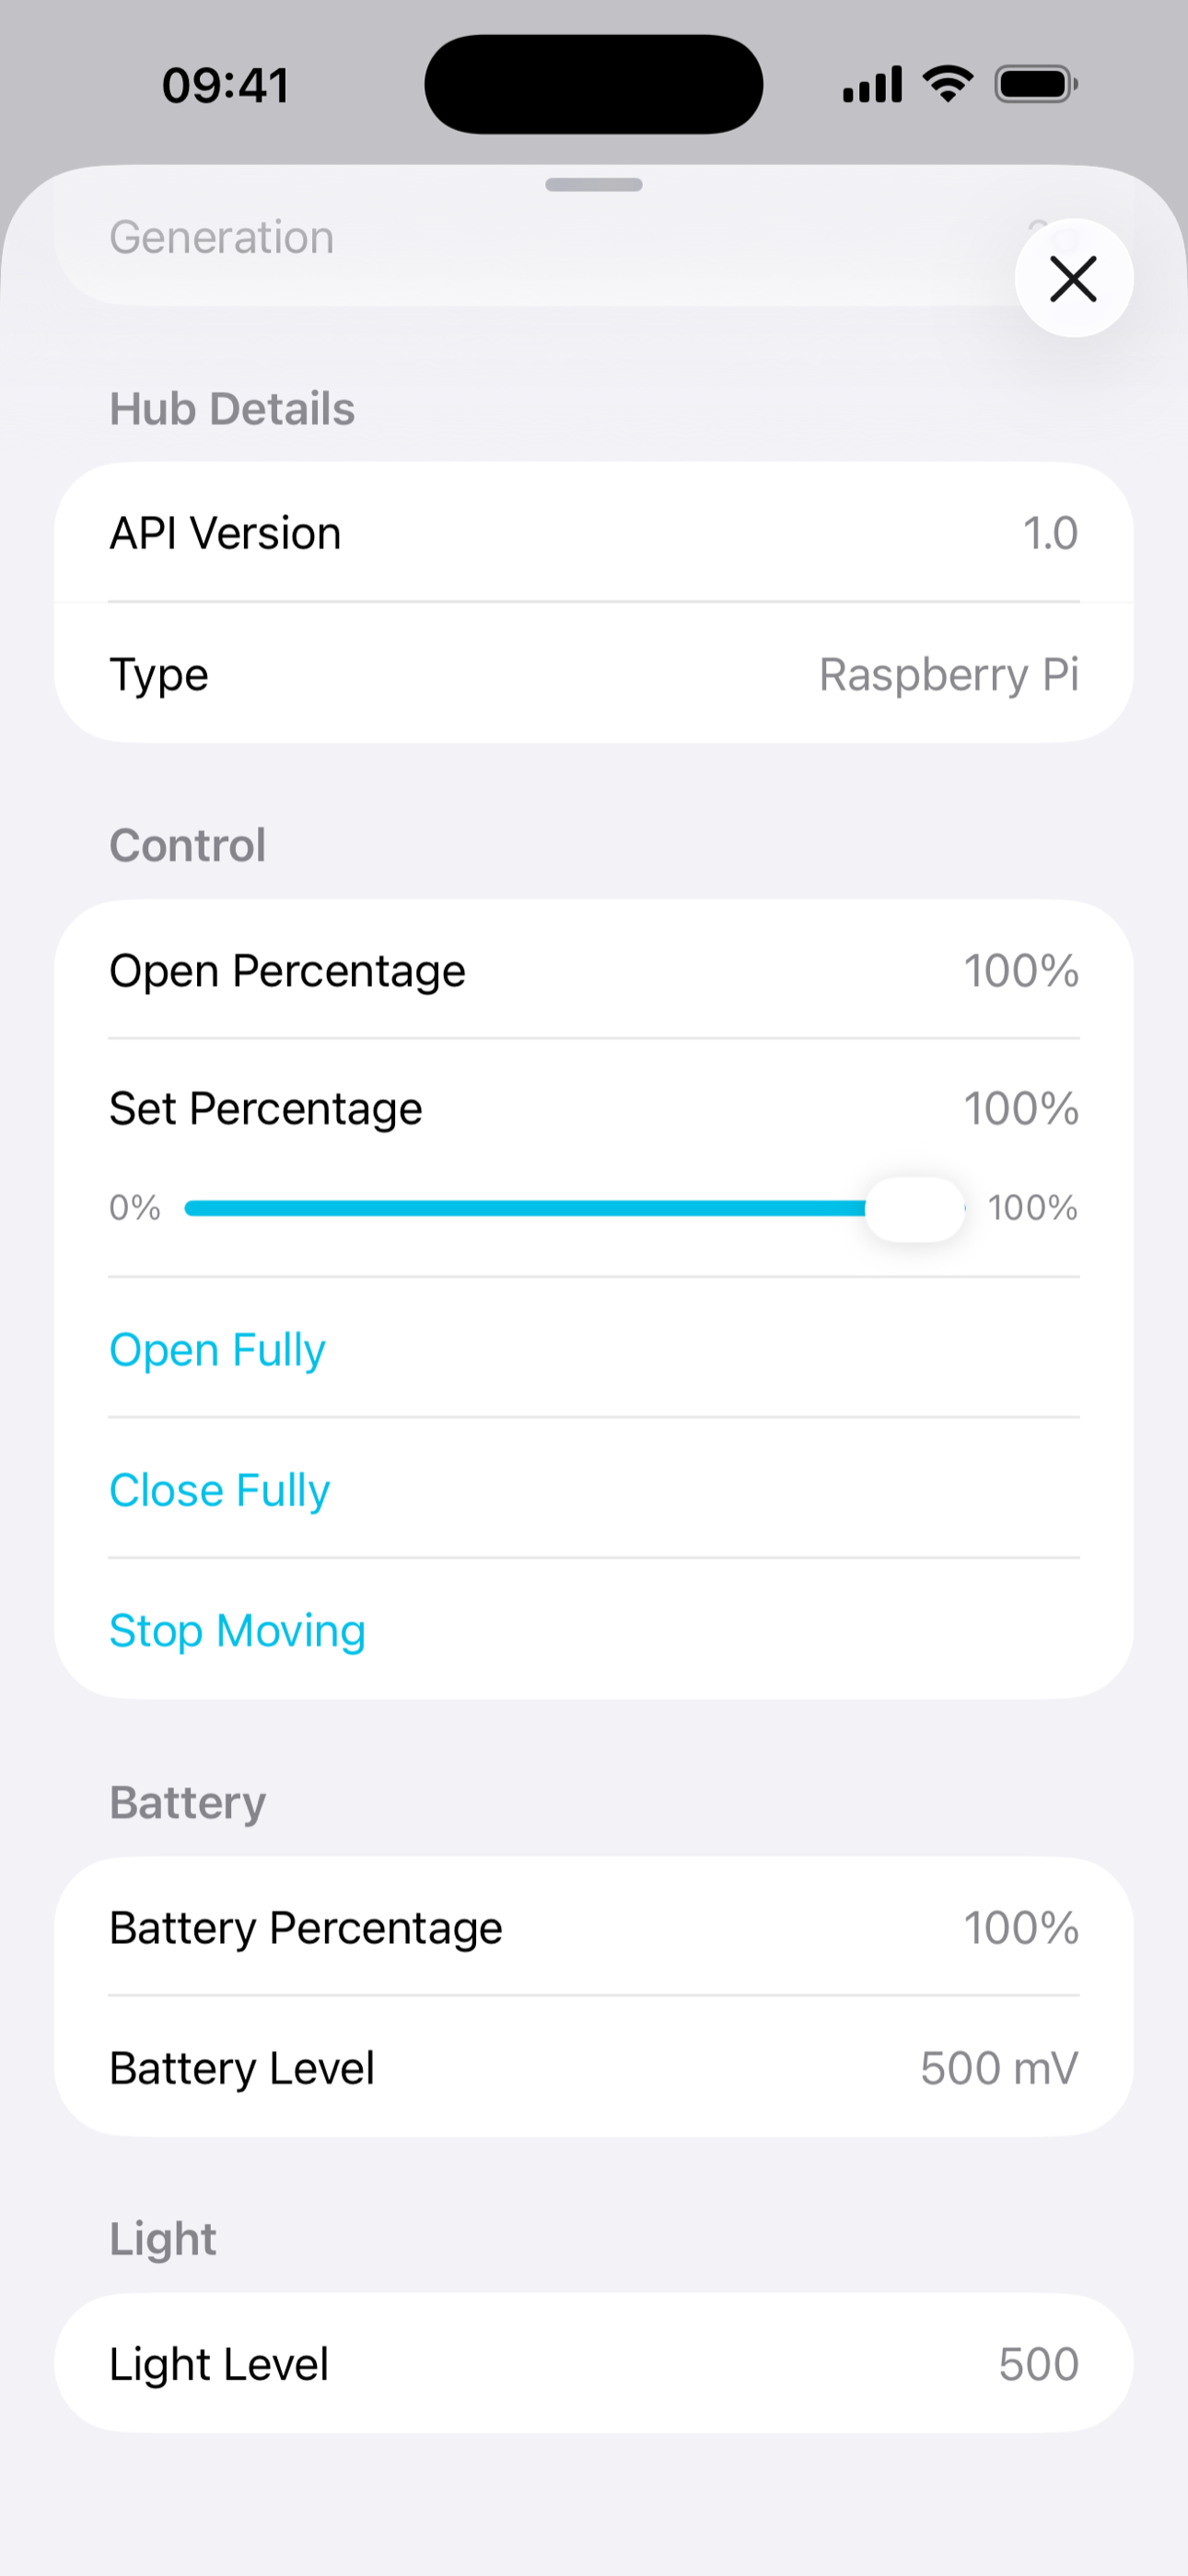 09:41
Generation
Hub Details
API Version 1.0
Type Raspberry Pi
Control
Open Percentage 100%
Set Percentage 100%
0% 100%
Open Fully
Close Fully
Stop Moving
Battery
Battery Percentage 100%
Battery Level 500 mV
Light
Light Level 500